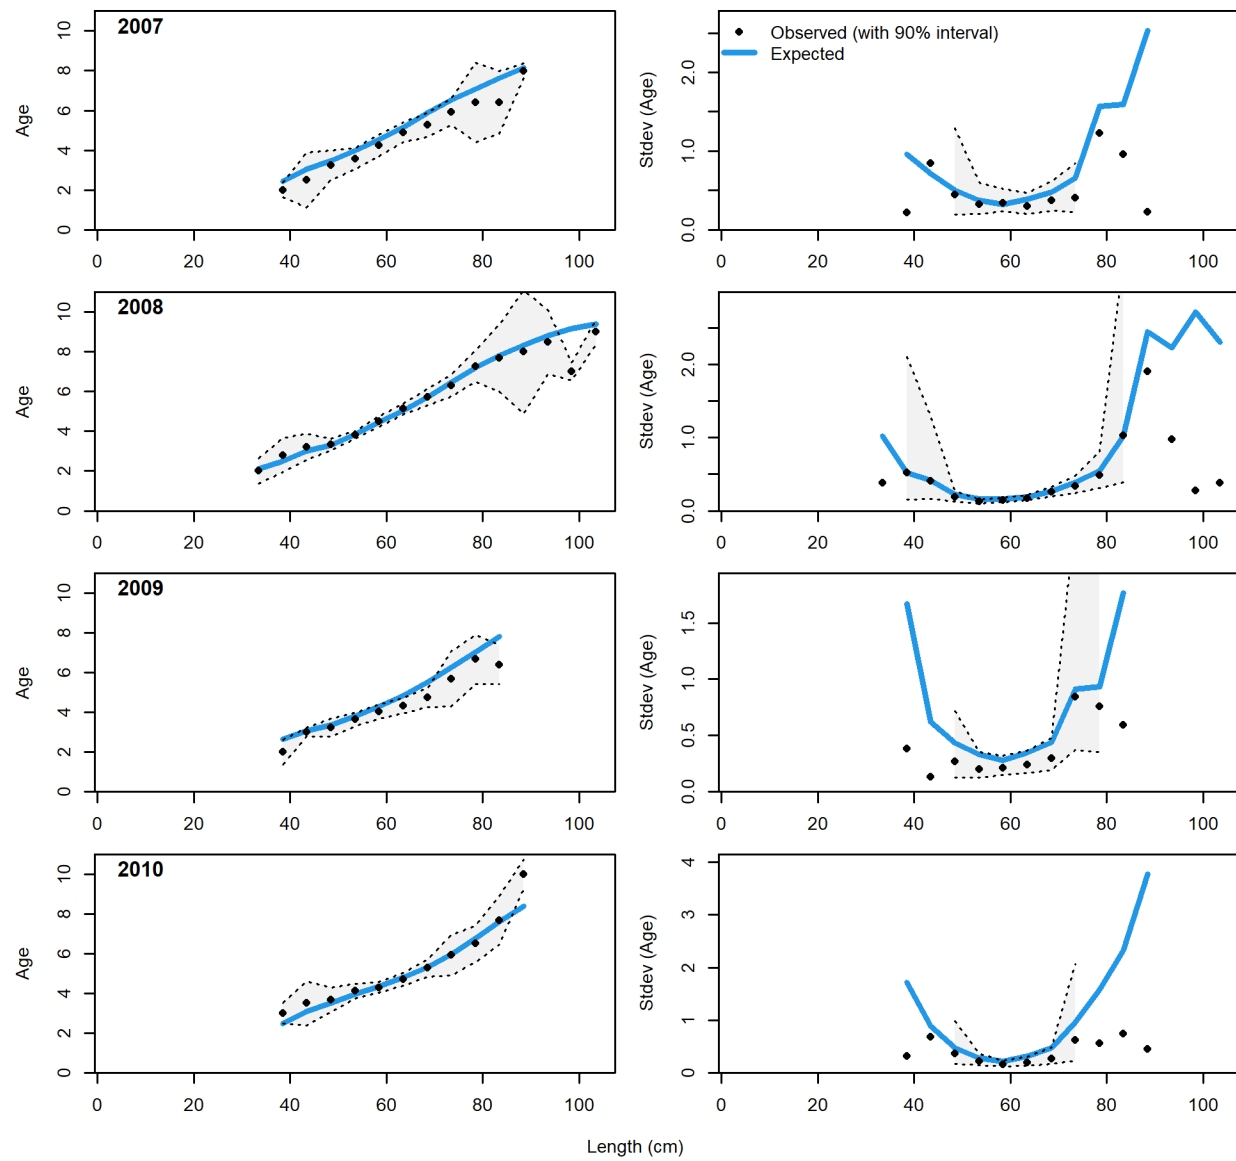 2007
Age
0 2 4 6 8 10
0 20 40 60 80 100
Observed (with 90% interval)
Expected
Stdev (Age)
0.0 1.0 2.0
0 20 40 60 80 100
2008
Age
0 2 4 6 8 10
0 20 40 60 80 100
Stdev (Age)
0.0 1.0 2.0
0 20 40 60 80 100
2009
Age
0 2 4 6 8 10
0 20 40 60 80 100
Stdev (Age)
0.0 0.5 1.0 1.5
0 20 40 60 80 100
2010
Age
0 2 4 6 8 10
0 20 40 60 80 100
Stdev (Age)
0 1 2 3 4
0 20 40 60 80 100
Length (cm)